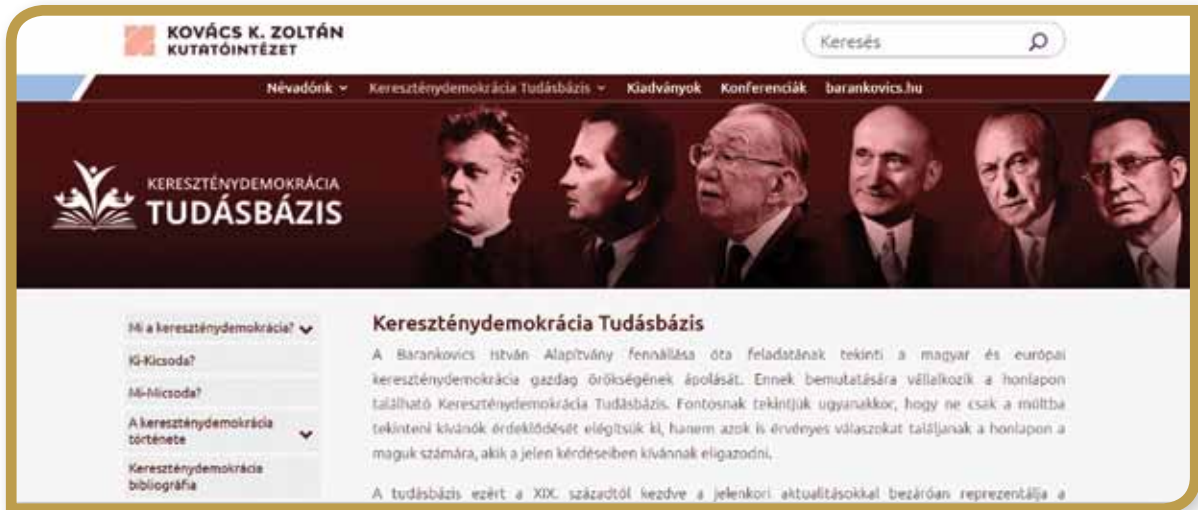 KOVÁCS K. ZOLTÁN
KUTATÓINTÉZET
Keresés
Névadónk Kereszténydemokrácia Tudásbázis Kiadványok Konferenciák barankovics.hu
KERESZTÉNYDEMOKRÁCIA
TUDÁSBÁZIS
Mi a kereszténydemokrácia?
Ki-Kicsoda?
Mi-Micsoda?
A kereszténydemokrácia
története
Kereszténydemokrácia
bibliográfia
Kereszténydemokrácia Tudásbázis
A Barankovics István Alapítvány fennállása óta feladatának tekinti a magyar és európai
kereszténydemokrácia gazdag örökségének ápolását. Ennek bemutatására vállalkozik a honlapon
található Kereszténydemokrácia Tudásbázis. Fontosnak tekintjük ugyanakkor, hogy ne csak a múltba
tekinteni kívánók érdeklődését elégítsük ki, hanem azok is érvényes válaszokat találjanak a honlapon a
maguk számára, akik a jelen kérdéseiben kívánnak eligazodni.
A tudásbázis ezért a XIX. századtól kezdve a jelenkori aktualitásokkal bezáróan reprezentálja a